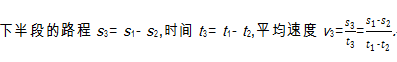 下半段的路程 s₃= s₁- s₂,时间 t₃= t₁- t₂,平均速度 v₃=s₃/t₃=(s₁-s₂)/(t₁-t₂).